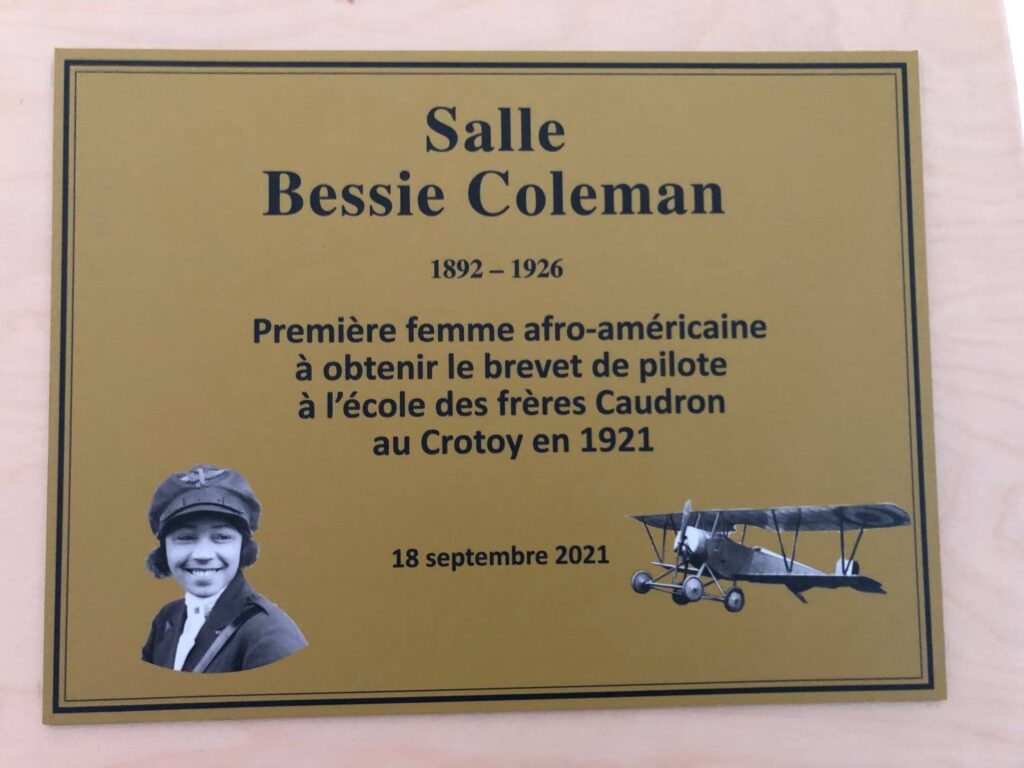 Salle
Bessie Coleman
1892 – 1926
Première femme afro-américaine
à obtenir le brevet de pilote
à l'école des frères Caudron
au Crotoy en 1921
18 septembre 2021